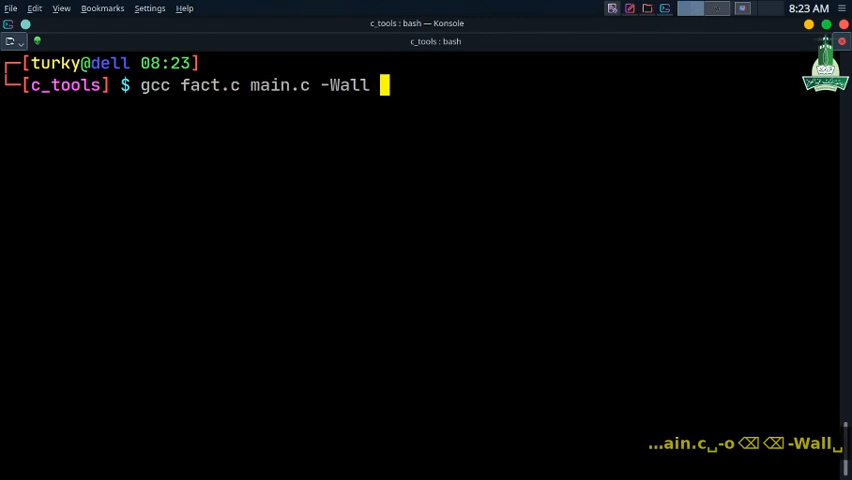 File Edit View Bookmarks Settings Help
8:23 AM
c_tools : bash — Konsole
c_tools : bash
┌─[turky@dell 08:23]
└─[c_tools] $ gcc fact.c main.c -Wall
…ain.c␣-o⌫⌫-Wall␣